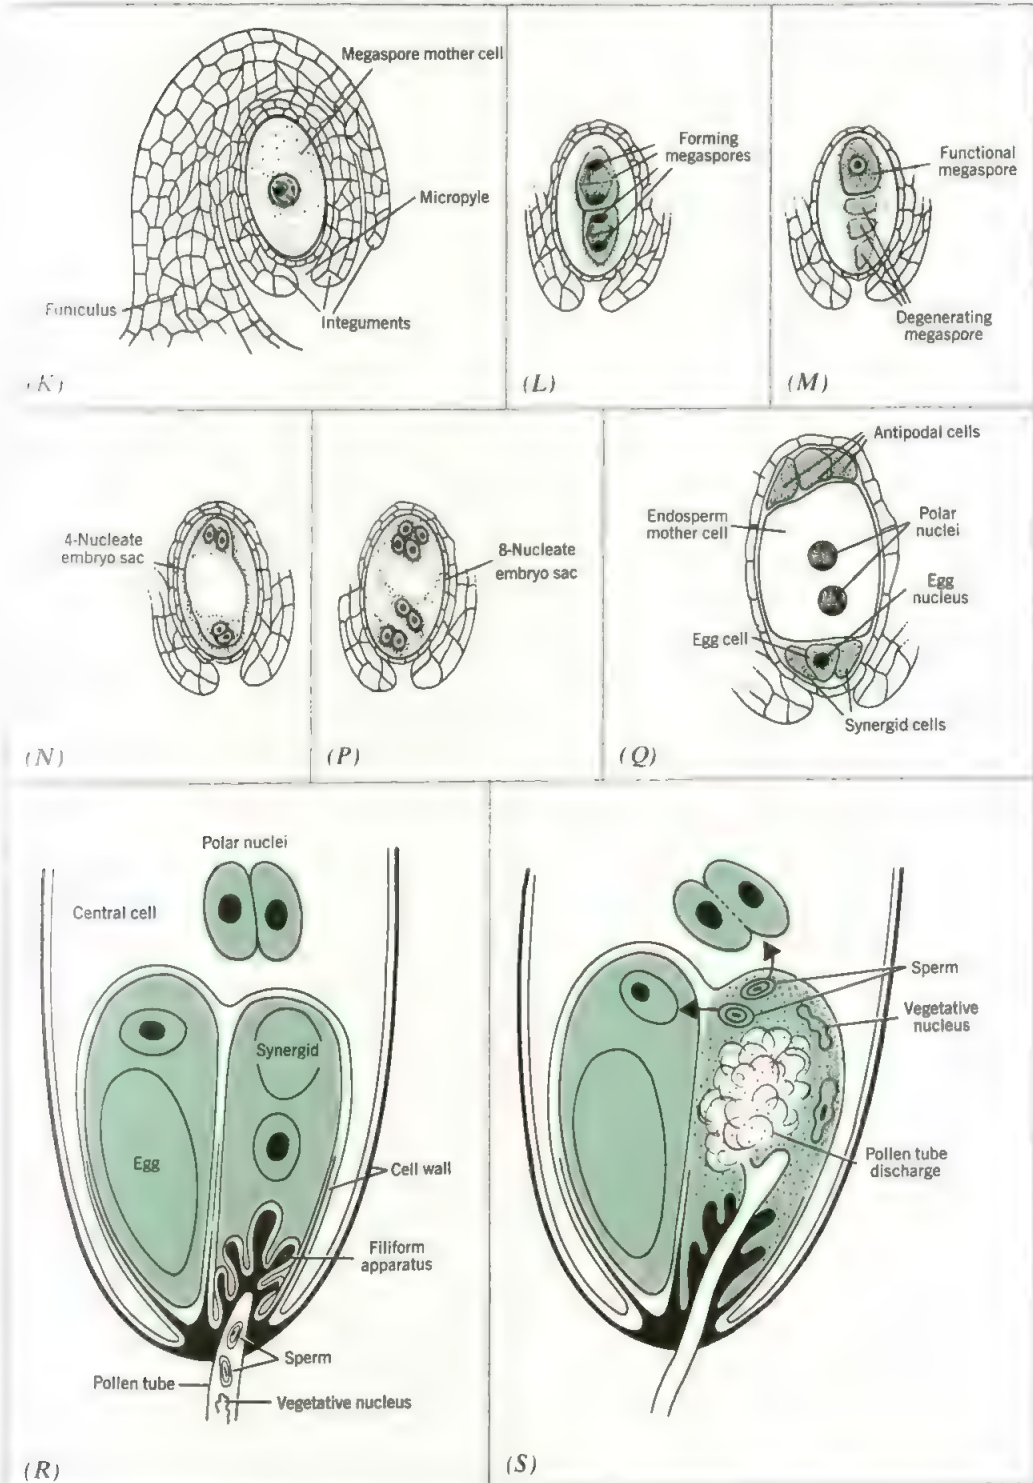 Megaspore mother cell
Micropyle
Funiculus
Integuments
(K)
Forming
megaspores
(L)
Functional
megaspore
Degenerating
megaspore
(M)
4-Nucleate
embryo sac
(N)
8-Nucleate
embryo sac
(P)
Antipodal cells
Endosperm
mother cell
Polar
nuclei
Egg
nucleus
Egg cell
Synergid cells
(Q)
Polar nuclei
Central cell
Synergid
Egg
Cell wall
Filiform
apparatus
Sperm
Pollen tube
Vegetative nucleus
(R)
Sperm
Vegetative
nucleus
Pollen tube
discharge
(S)